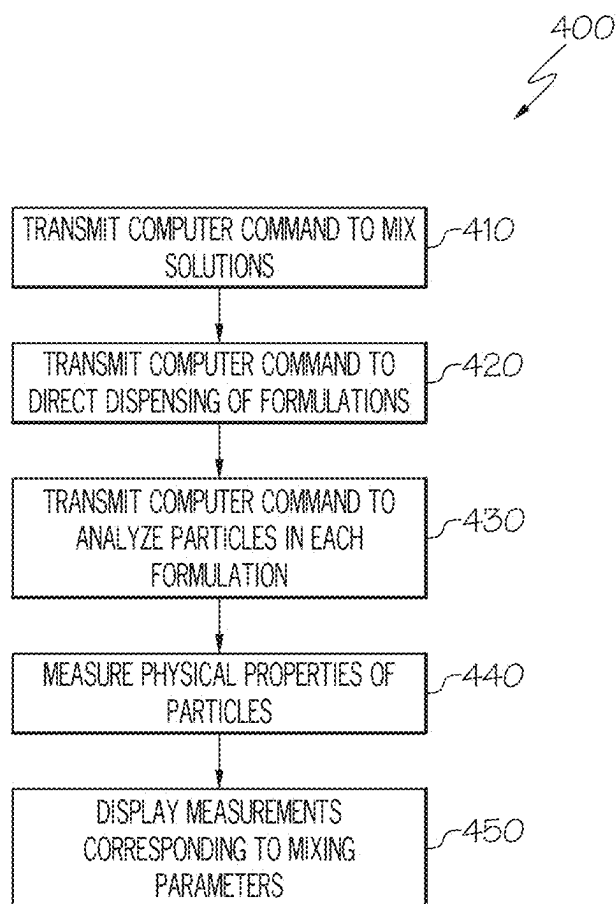 400
TRANSMIT COMPUTER COMMAND TO MIX
SOLUTIONS
410
TRANSMIT COMPUTER COMMAND TO
DIRECT DISPENSING OF FORMULATIONS
420
TRANSMIT COMPUTER COMMAND TO
ANALYZE PARTICLES IN EACH
FORMULATION
430
MEASURE PHYSICAL PROPERTIES OF
PARTICLES
440
DISPLAY MEASUREMENTS
CORRESPONDING TO MIXING
PARAMETERS
450